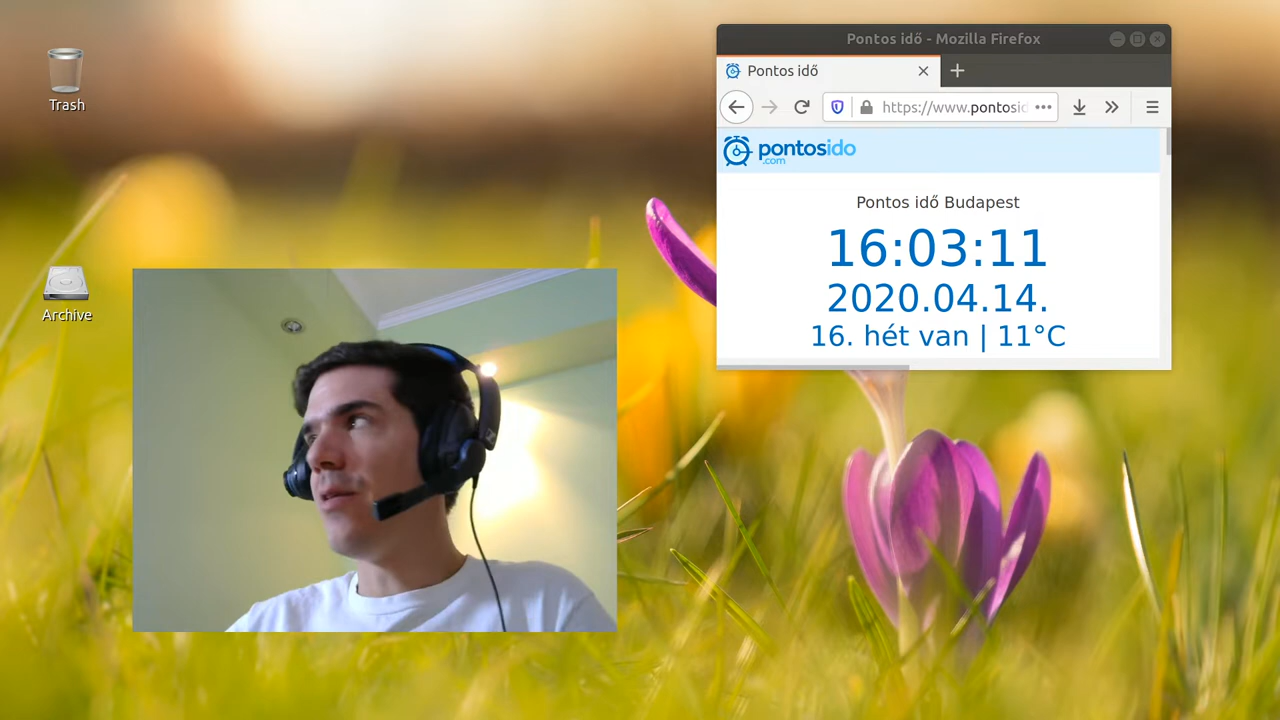 Trash
Archive
Pontos idő - Mozilla Firefox
Pontos idő
https://www.pontosid
pontosido
.com
Pontos idő Budapest
16:03:11
2020.04.14.
16. hét van | 11°C